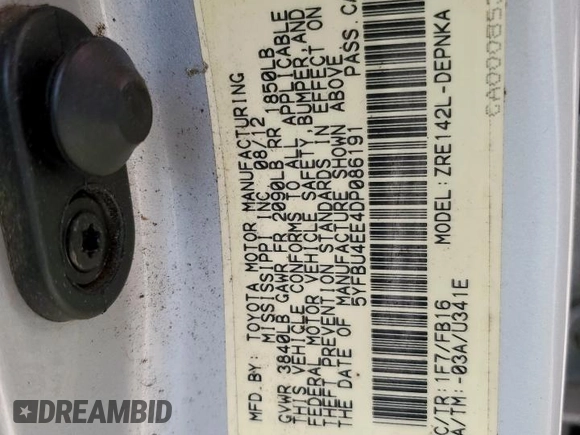 MFD. BY: TOYOTA MOTOR MANUFACTURING
MISSISSIPPI INC. 08/12
GVWR 3840LB GAWR FR 2090LB RR 1850LB
THIS VEHICLE CONFORMS TO ALL APPLICABLE
FEDERAL MOTOR VEHICLE SAFETY, BUMPER, AND
THEFT PREVENTION STANDARDS IN EFFECT ON
THE DATE OF MANUFACTURE SHOWN ABOVE
5YFBU4EE4DP086191 PASS. CA
C/TR: 1F7/FB16 MODEL: ZRE142L-DEPNKA
A/TM: -03A/U341E
CA000085
DREAMBID